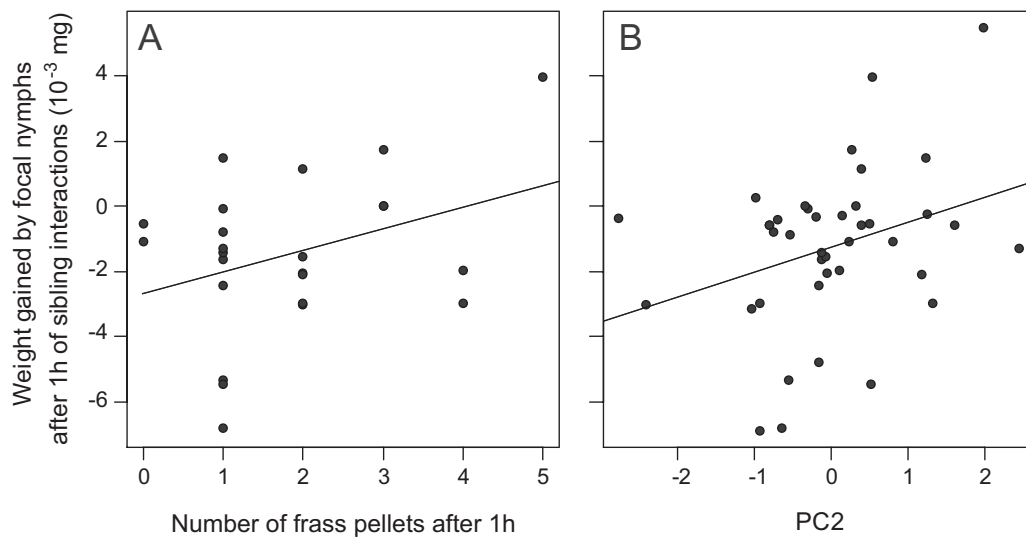 Weight gained by focal nymphs
after 1h of sibling interactions (10⁻³ mg)
A
4
2
0
-2
-4
-6
0 1 2 3 4 5
Number of frass pellets after 1h
B
-2 -1 0 1 2
PC2